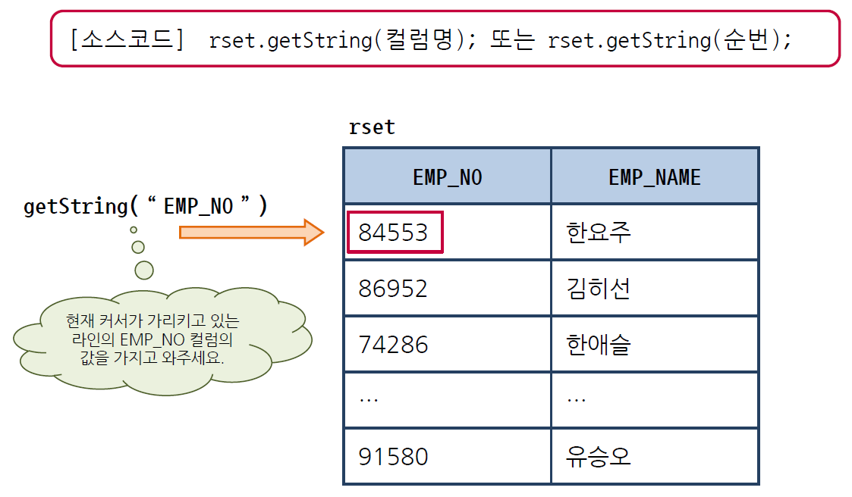 [소스코드] rset.getString(컬럼명); 또는 rset.getString(순번);
rset
EMP_NO EMP_NAME
getString( “ EMP_NO ” )
84553 한요주
86952 김히선
현재 커서가 가리키고 있는
라인의 EMP_NO 컬럼의
값을 가지고 와주세요.
74286 한애슬
… …
91580 유승오